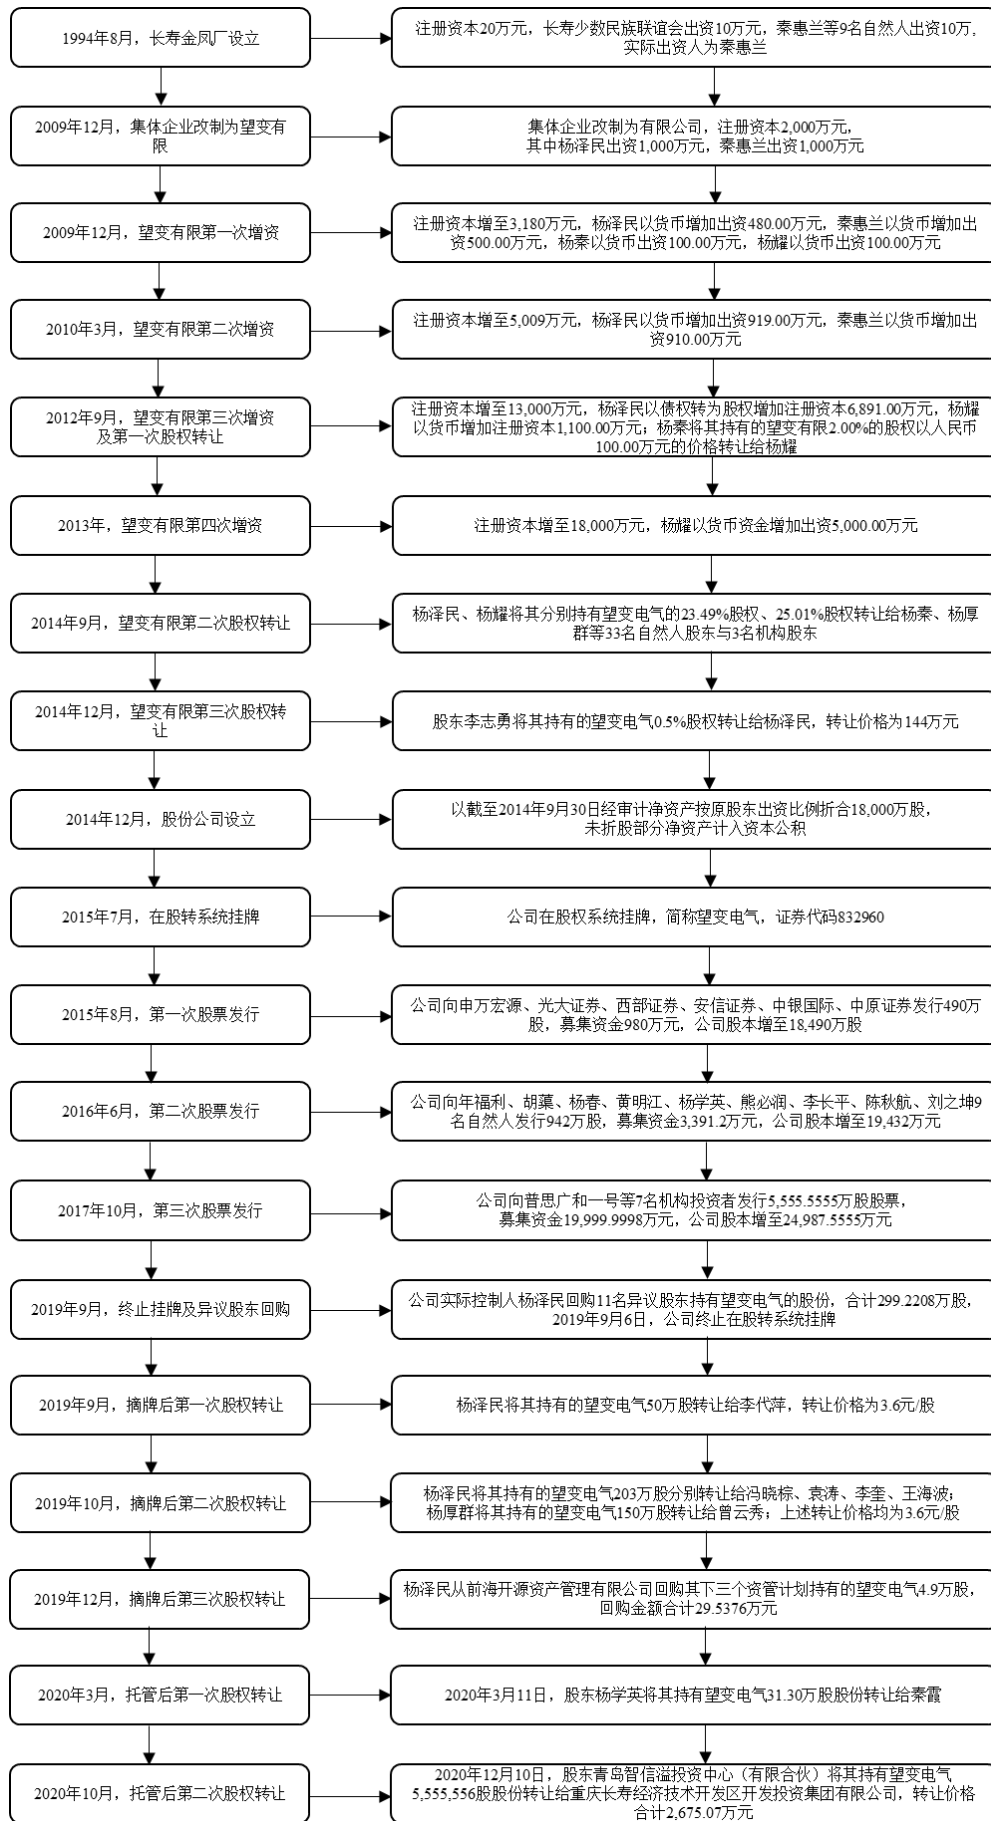 1994年8月，长寿金凤厂设立
注册资本20万元，长寿少数民族联谊会出资10万元，秦惠兰等9名自然人出资10万,
实际出资人为秦惠兰
2009年12月，集体企业改制为望变有
限
集体企业改制为有限公司，注册资本2,000万元，
其中杨泽民出资1,000万元，秦惠兰出资1,000万元
2009年12月，望变有限第一次增资
注册资本增至3,180万元，杨泽民以货币增加出资480.00万元，秦惠兰以货币增加出
资500.00万元，杨秦以货币出资100.00万元，杨耀以货币出资100.00万元
2010年3月，望变有限第二次增资
注册资本增至5,009万元，杨泽民以货币增加出资919.00万元，秦惠兰以货币增加出
资910.00万元
2012年9月，望变有限第三次增资
及第一次股权转让
注册资本增至13,000万元，杨泽民以债权转为股权增加注册资本6,891.00万元，杨耀
以货币增加注册资本1,100.00万元；杨秦将其持有的望变有限2.00%的股权以人民币
100.00万元的价格转让给杨耀
2013年，望变有限第四次增资
注册资本增至18,000万元，杨耀以货币资金增加出资5,000.00万元
2014年9月，望变有限第二次股权转让
杨泽民、杨耀将其分别持有望变电气的23.49%股权、25.01%股权转让给杨秦、杨厚
群等33名自然人股东与3名机构股东
2014年12月，望变有限第三次股权转
让
股东李志勇将其持有的望变电气0.5%股权转让给杨泽民，转让价格为144万元
2014年12月，股份公司设立
以截至2014年9月30日经审计净资产按原股东出资比例折合18,000万股，
未折股部分净资产计入资本公积
2015年7月，在股转系统挂牌
公司在股权系统挂牌，简称望变电气，证券代码832960
2015年8月，第一次股票发行
公司向申万宏源、光大证券、西部证券、安信证券、中银国际、中原证券发行490万
股，募集资金980万元，公司股本增至18,490万股
2016年6月，第二次股票发行
公司向年福利、胡蕖、杨春、黄明江、杨学英、熊必润、李长平、陈秋航、刘之坤9
名自然人发行942万股，募集资金3,391.2万元，公司股本增至19,432万元
2017年10月，第三次股票发行
公司向普思广和一号等7名机构投资者发行5,555.5555万股股票，
募集资金19,999.9998万元，公司股本增至24,987.5555万元
2019年9月，终止挂牌及异议股东回购
公司实际控制人杨泽民回购11名异议股东持有望变电气的股份，合计299.2208万股，
2019年9月6日，公司终止在股转系统挂牌
2019年9月，摘牌后第一次股权转让
杨泽民将其持有的望变电气50万股转让给李代萍，转让价格为3.6元/股
2019年10月，摘牌后第二次股权转让
杨泽民将其持有的望变电气203万股分别转让给冯晓棕、袁涛、李奎、王海波；
杨厚群将其持有的望变电气150万股转让给曾云秀；上述转让价格均为3.6元/股
2019年12月，摘牌后第三次股权转让
杨泽民从前海开源资产管理有限公司回购其下三个资管计划持有的望变电气4.9万股，
回购金额合计29.5376万元
2020年3月，托管后第一次股权转让
2020年3月11日，股东杨学英将其持有望变电气31.30万股股份转让给秦霞
2020年10月，托管后第二次股权转让
2020年12月10日，股东青岛智信溢投资中心（有限合伙）将其持有望变电气
5,555,556股股份转让给重庆长寿经济技术开发区开发投资集团有限公司，转让价格
合计2,675.07万元